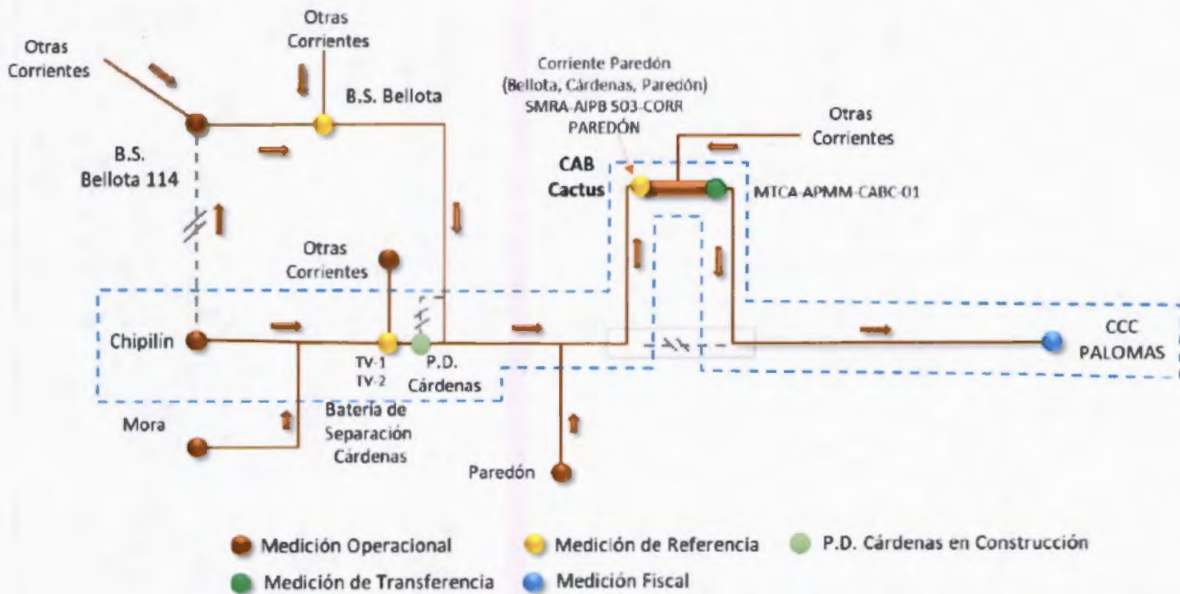 Otras
Corrientes
Otras
Corrientes
B.S. Bellota
Corriente Paredón
(Bellota, Cárdenas, Paredón)
SMRA-AIPB 503-CORR
PAREDÓN
Otras
Corrientes
B.S.
Bellota 114
CAB
Cactus
MTCA-APMM-CABC-01
Otras
Corrientes
Chipilín
TV-1
TV-2
P.D.
Cárdenas
CCC
PALOMAS
Mora
Batería de
Separación
Cárdenas
Paredón
Medición Operacional
Medición de Referencia
P.D. Cárdenas en Construcción
Medición de Transferencia
Medición Fiscal